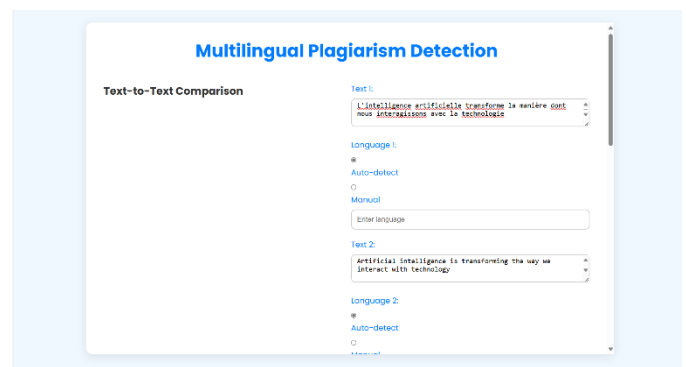 Multilingual Plagiarism Detection
Text-to-Text Comparison
Text 1:
L'intelligence artificielle transforme la manière dont
nous interagissons avec la technologie
Language 1:
Auto-detect
Manual
Enter language
Text 2:
Artificial intelligence is transforming the way we
interact with technology
Language 2:
Auto-detect
Manual